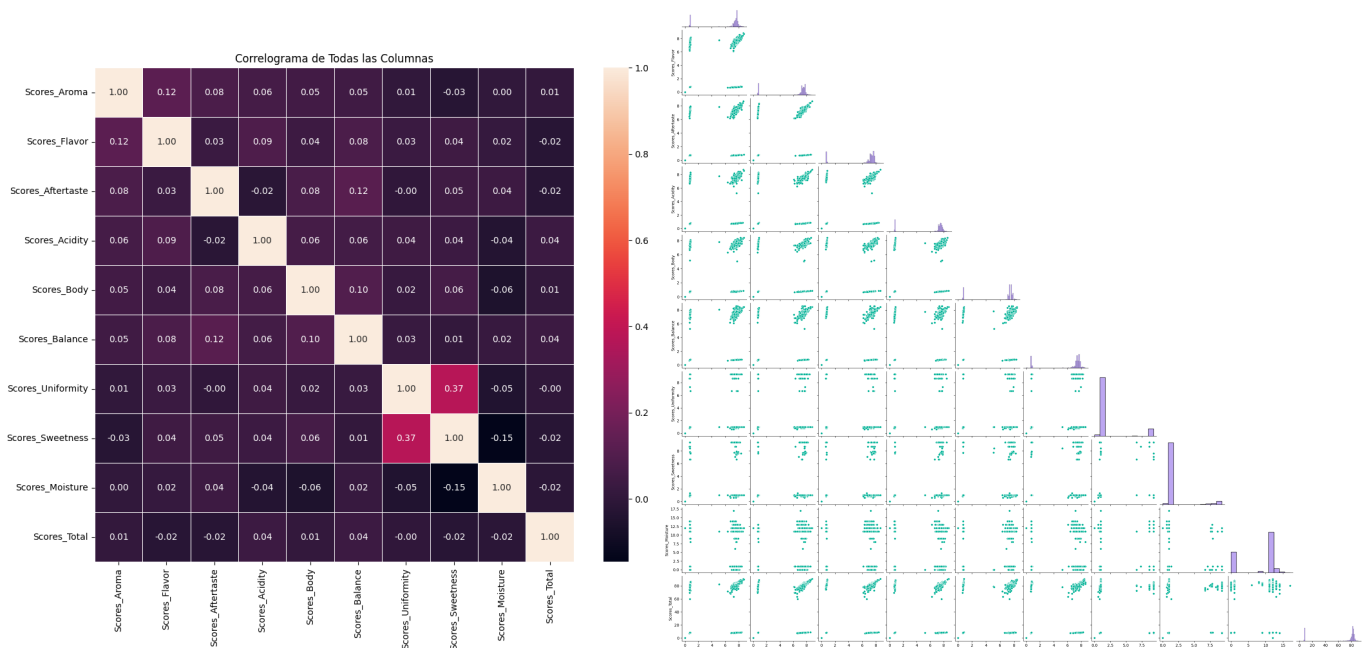 Correlograma de Todas las Columnas
Scores_Aroma 1.00 0.12 0.08 0.06 0.05 0.05 0.01 -0.03 0.00 0.01
Scores_Flavor 0.12 1.00 0.03 0.09 0.04 0.08 0.03 0.04 0.02 -0.02
Scores_Aftertaste 0.08 0.03 1.00 -0.02 0.08 0.12 -0.00 0.05 0.04 -0.02
Scores_Acidity 0.06 0.09 -0.02 1.00 0.06 0.06 0.04 0.04 -0.04 0.04
Scores_Body 0.05 0.04 0.08 0.06 1.00 0.10 0.02 0.06 -0.06 0.01
Scores_Balance 0.05 0.08 0.12 0.06 0.10 1.00 0.03 0.01 0.02 0.04
Scores_Uniformity 0.01 0.03 -0.00 0.04 0.02 0.03 1.00 0.37 -0.05 -0.00
Scores_Sweetness -0.03 0.04 0.05 0.04 0.06 0.01 0.37 1.00 -0.15 -0.02
Scores_Moisture 0.00 0.02 0.04 -0.04 -0.06 0.02 -0.05 -0.15 1.00 -0.02
Scores_Total 0.01 -0.02 -0.02 0.04 0.01 0.04 -0.00 -0.02 -0.02 1.00
Scores_Aroma
Scores_Flavor
Scores_Aftertaste
Scores_Acidity
Scores_Body
Scores_Balance
Scores_Uniformity
Scores_Sweetness
Scores_Moisture
Scores_Total
1.0
0.8
0.6
0.4
0.2
0.0
Scores_Flavor
Scores_Aftertaste
Scores_Acidity
Scores_Body
Scores_Balance
Scores_Uniformity
Scores_Sweetness
Scores_Moisture
Scores_Total